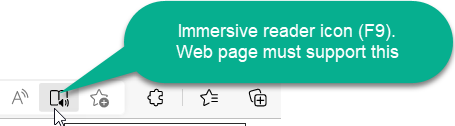 Immersive reader icon (F9).
Web page must support this
A